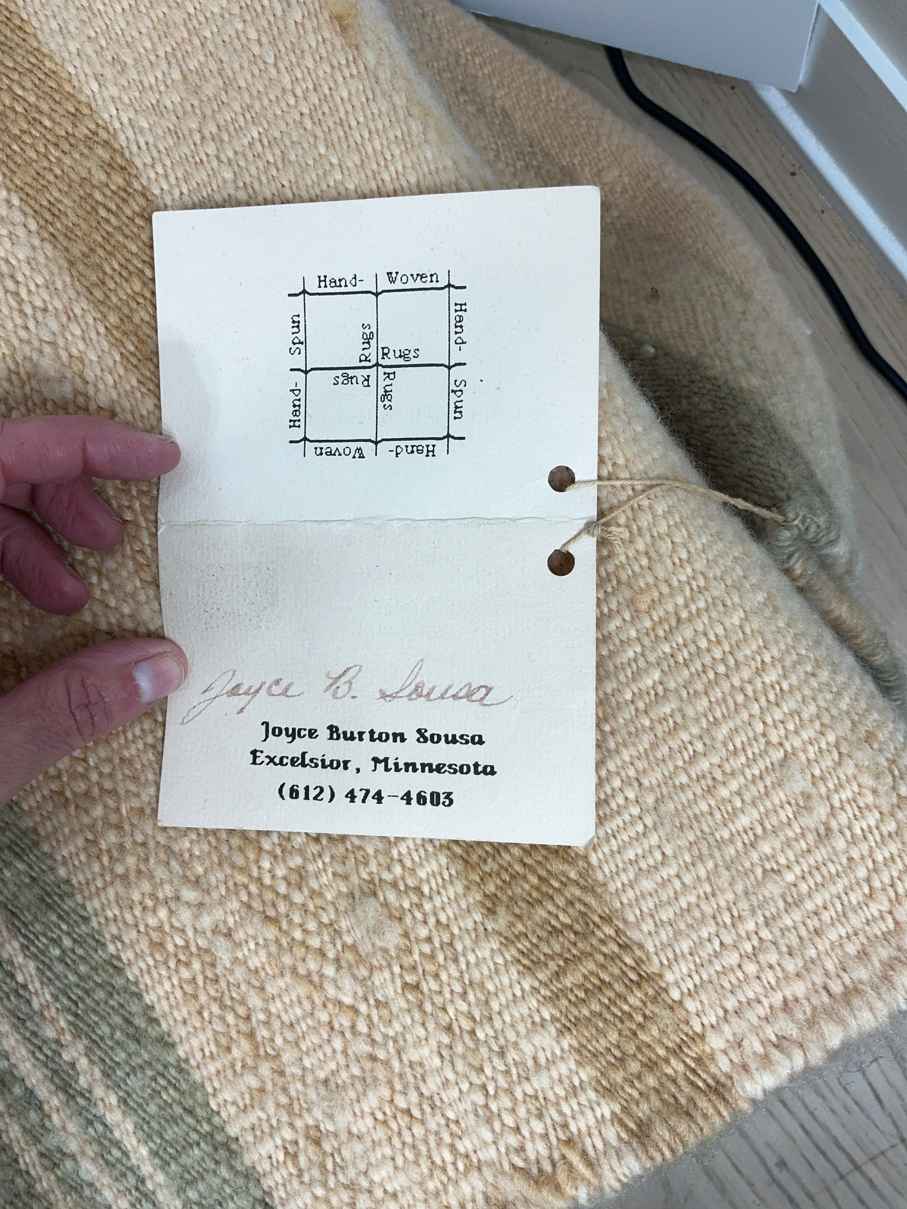 Hand- Woven
Hand- Spun
Hand- Spun
Rugs
Rugs
Rugs
Rugs
Hand- Woven
Joyce B. Sousa
Joyce Burton Sousa
Excelsior, Minnesota
(612) 474-4603